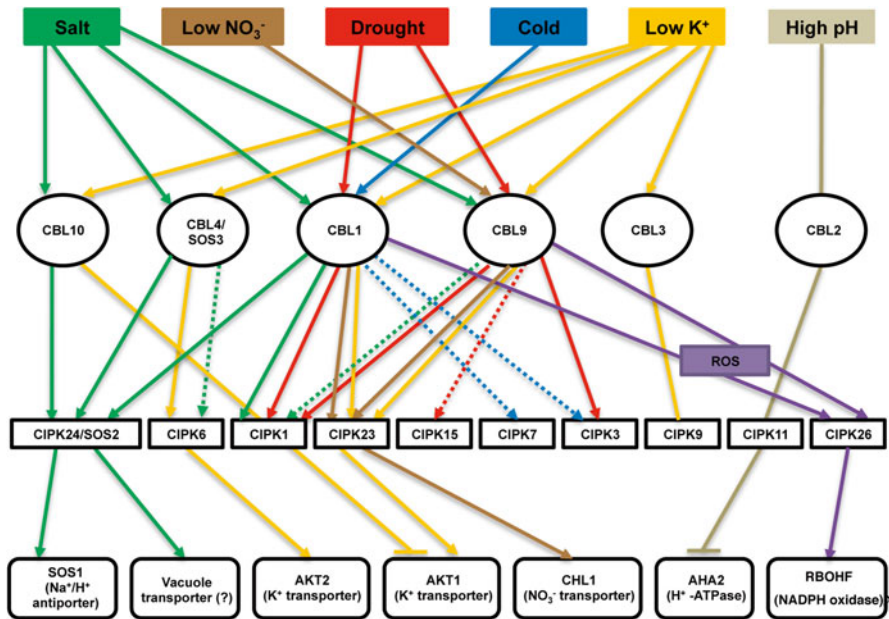 Salt
Low NO₃⁻
Drought
Cold
Low K⁺
High pH
CBL10
CBL4/
SOS3
CBL1
CBL9
CBL3
CBL2
ROS
CIPK24/SOS2
CIPK6
CIPK1
CIPK23
CIPK15
CIPK7
CIPK3
CIPK9
CIPK11
CIPK26
SOS1
(Na⁺/H⁺
antiporter)
Vacuole
transporter (?)
AKT2
(K⁺ transporter)
AKT1
(K⁺ transporter)
CHL1
(NO₃⁻ transporter)
AHA2
(H⁺ -ATPase)
RBOHF
(NADPH oxidase)